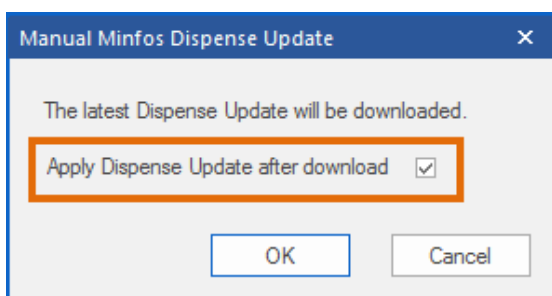 Manual Minfos Dispense Update
The latest Dispense Update will be downloaded.
Apply Dispense Update after download
OK Cancel